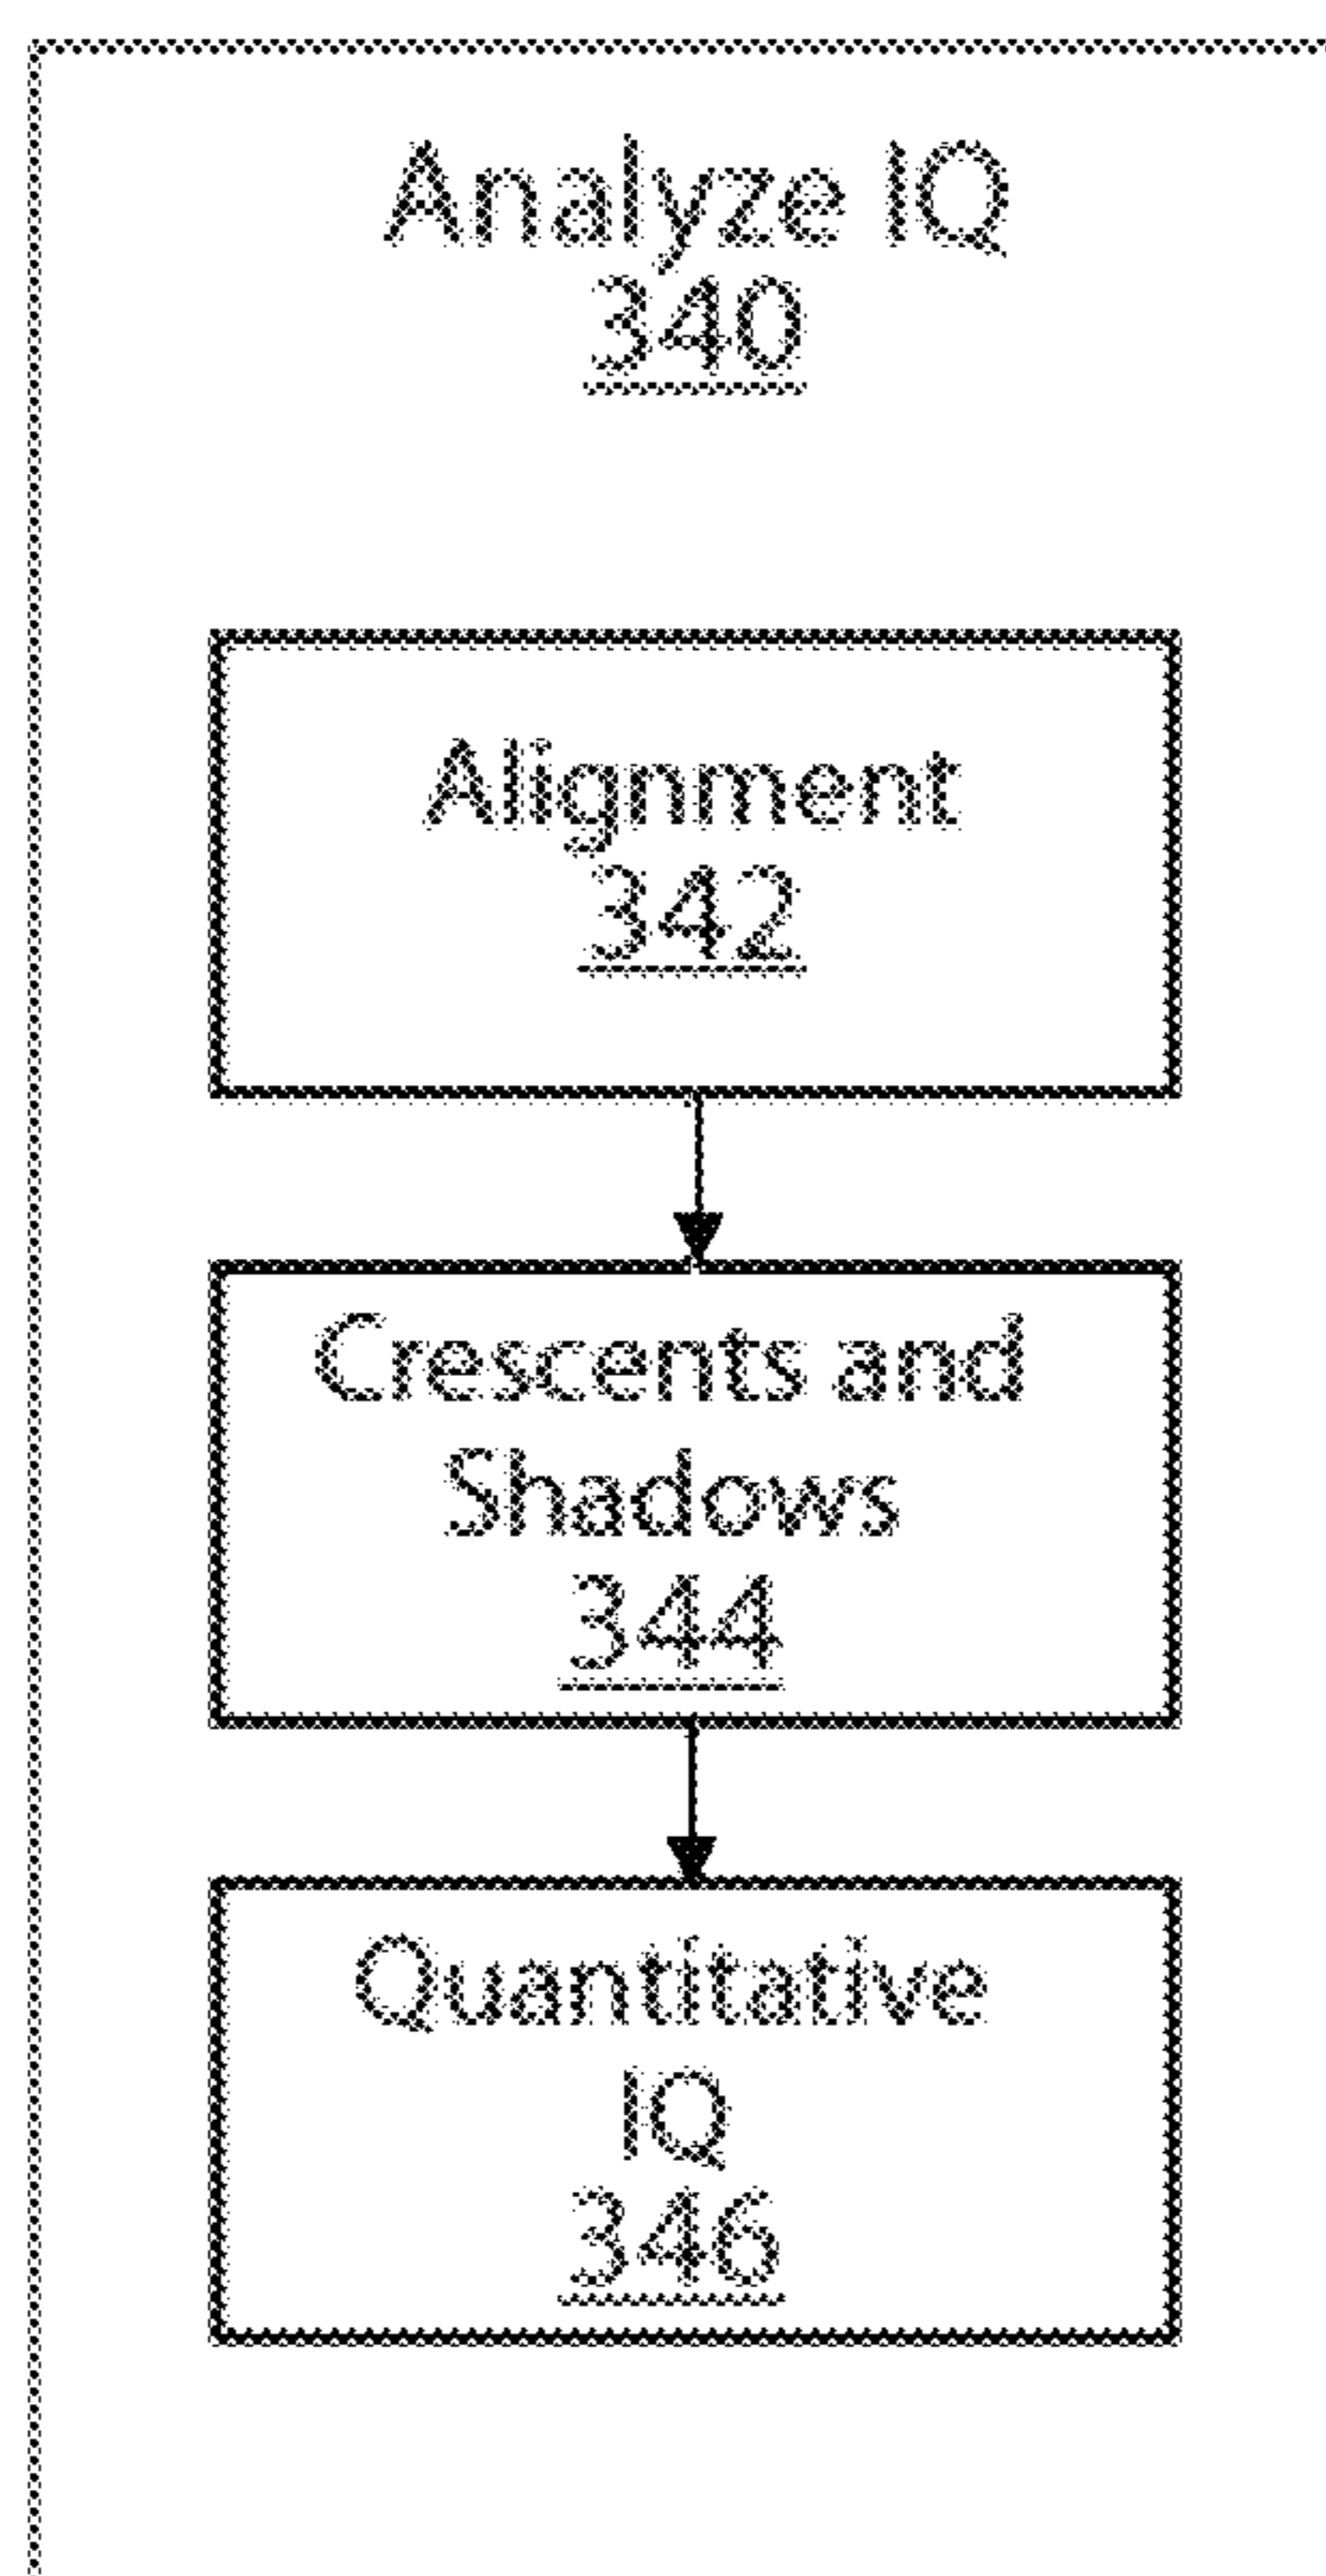 Analyze IQ
340
Alignment
342
Crescents and
Shadows
344
Quantitative
IQ
346